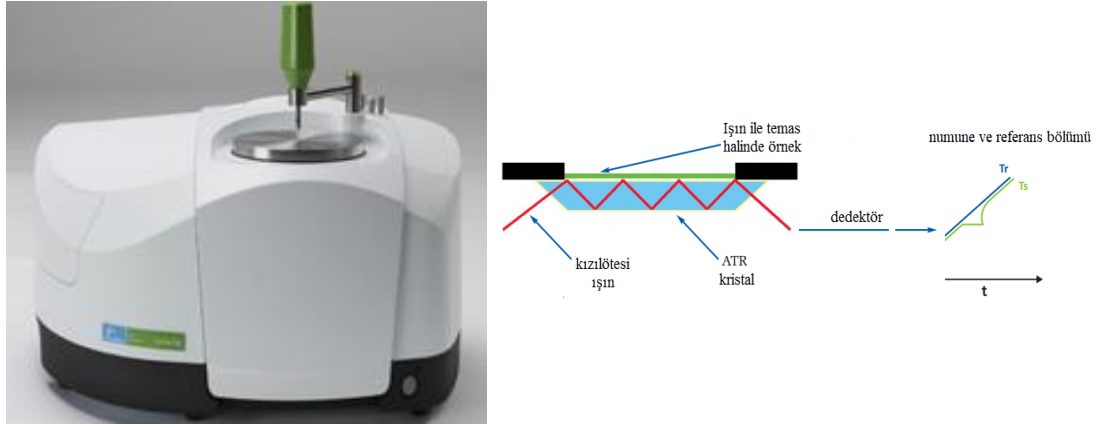 Işın ile temas
halinde örnek
numune ve referans bölümü
Tr
Ts
dedektör
kızılötesi
ışın
ATR
kristal
t